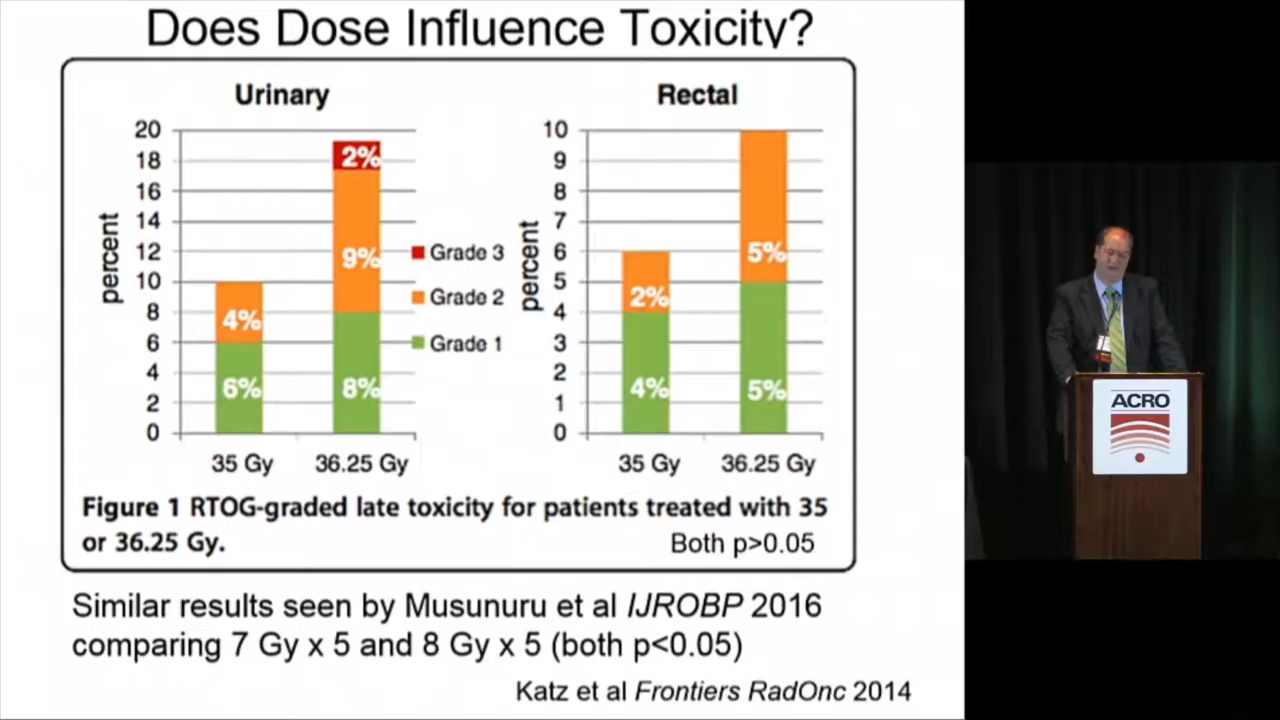 Does Dose Influence Toxicity?
Urinary
20
18
16
14
12
10
8
6
4
2
0
percent
2%
9%
4%
6%
8%
35 Gy
36.25 Gy
Grade 3
Grade 2
Grade 1
Rectal
10
9
8
7
6
5
4
3
2
1
0
percent
5%
2%
4%
5%
35 Gy
36.25 Gy
Figure 1 RTOG-graded late toxicity for patients treated with 35
or 36.25 Gy.
Both p>0.05
Similar results seen by Musunuru et al IJROBP 2016
comparing 7 Gy x 5 and 8 Gy x 5 (both p<0.05)
Katz et al Frontiers RadOnc 2014
ACRO